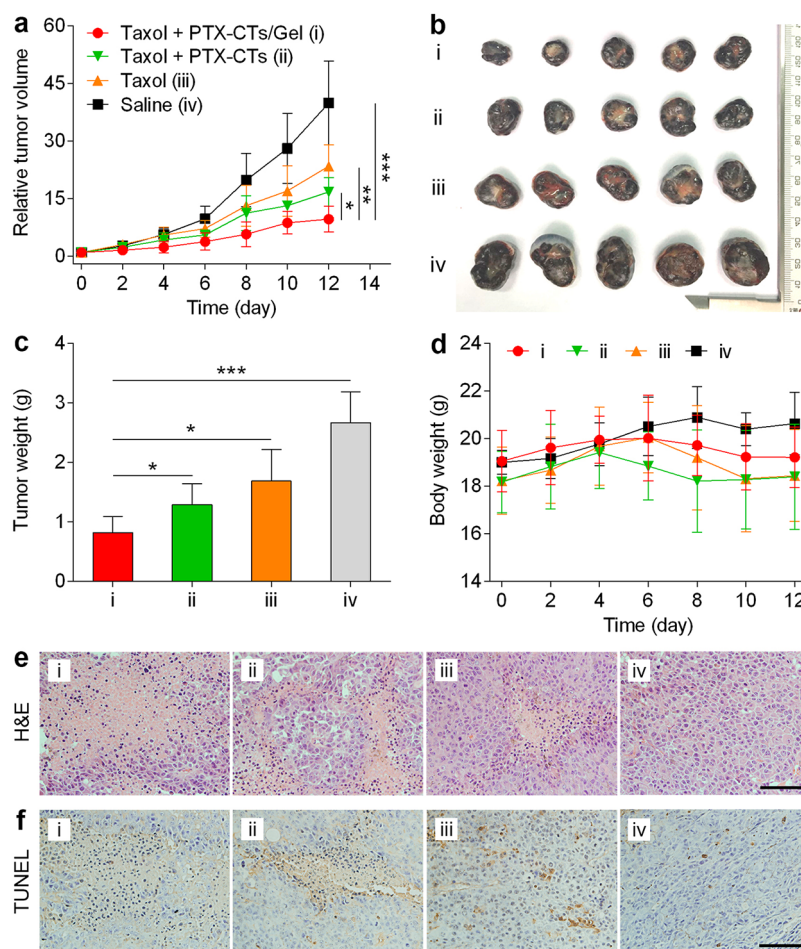 a
Taxol + PTX-CTs/Gel (i)
Taxol + PTX-CTs (ii)
Taxol (iii)
Saline (iv)
Relative tumor volume
60
45
30
15
0
*
**
***
0 2 4 6 8 10 12 14
Time (day)
b
i
ii
iii
iv
c
Tumor weight (g)
4
3
2
1
0
***
*
*
i ii iii iv
d
i ii iii iv
Body weight (g)
24
22
20
18
16
14
0 2 4 6 8 10 12
Time (day)
e
H&E
i ii iii iv
f
TUNEL
i ii iii iv